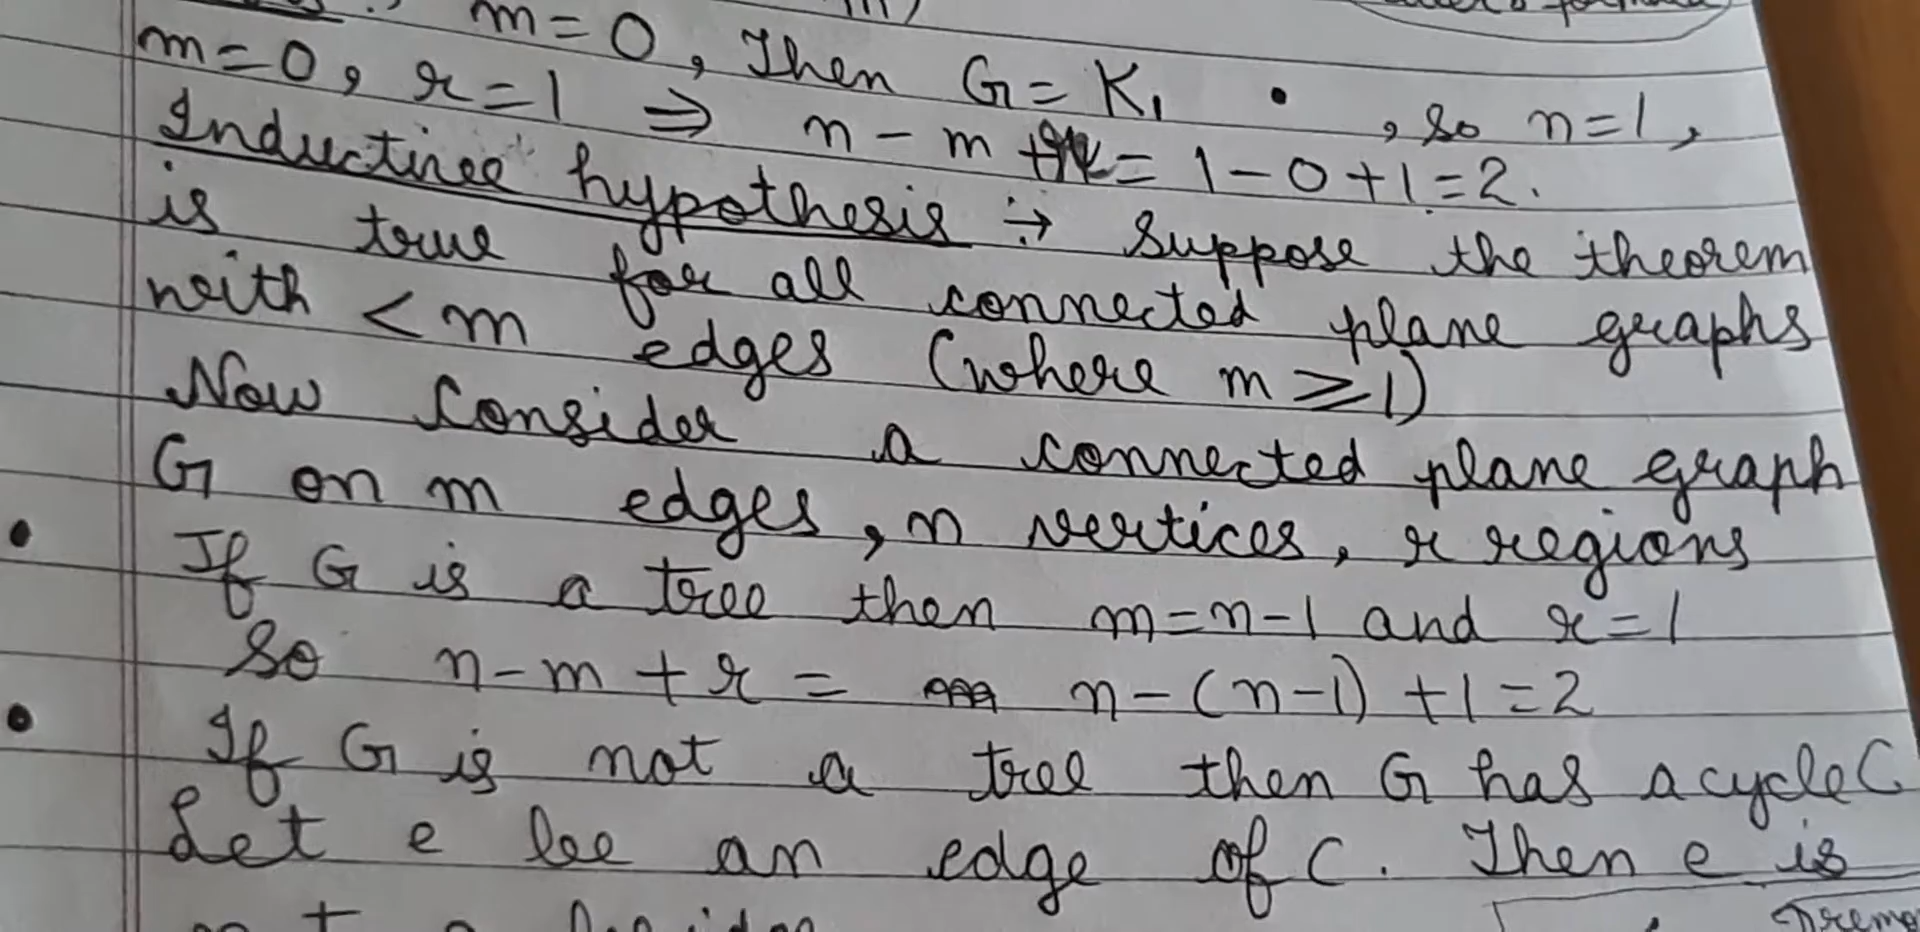 m=0, Then G=K₁ • , so n=1,
m=0, r=1 ⇒ n-m+r=1-0+1=2.
Inductive hypothesis :→ Suppose the theorem
is true for all connected plane graphs
with <m edges (where m≥1)
Now Consider a connected plane graph
G on m edges, n vertices, r regions
• If G is a tree then m=n-1 and r=1
So n-m+r= n-(n-1)+1=2
• If G is not a tree then G has a cycle C
Let e be an edge of C. Then e is
not a bridge